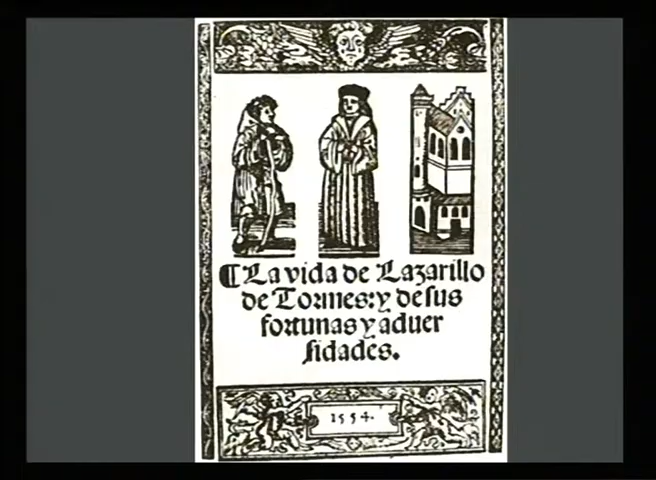 ¶ La vida de Lazarillo
de Tormes: y de sus
fortunas y aduer
sidades.
1554.